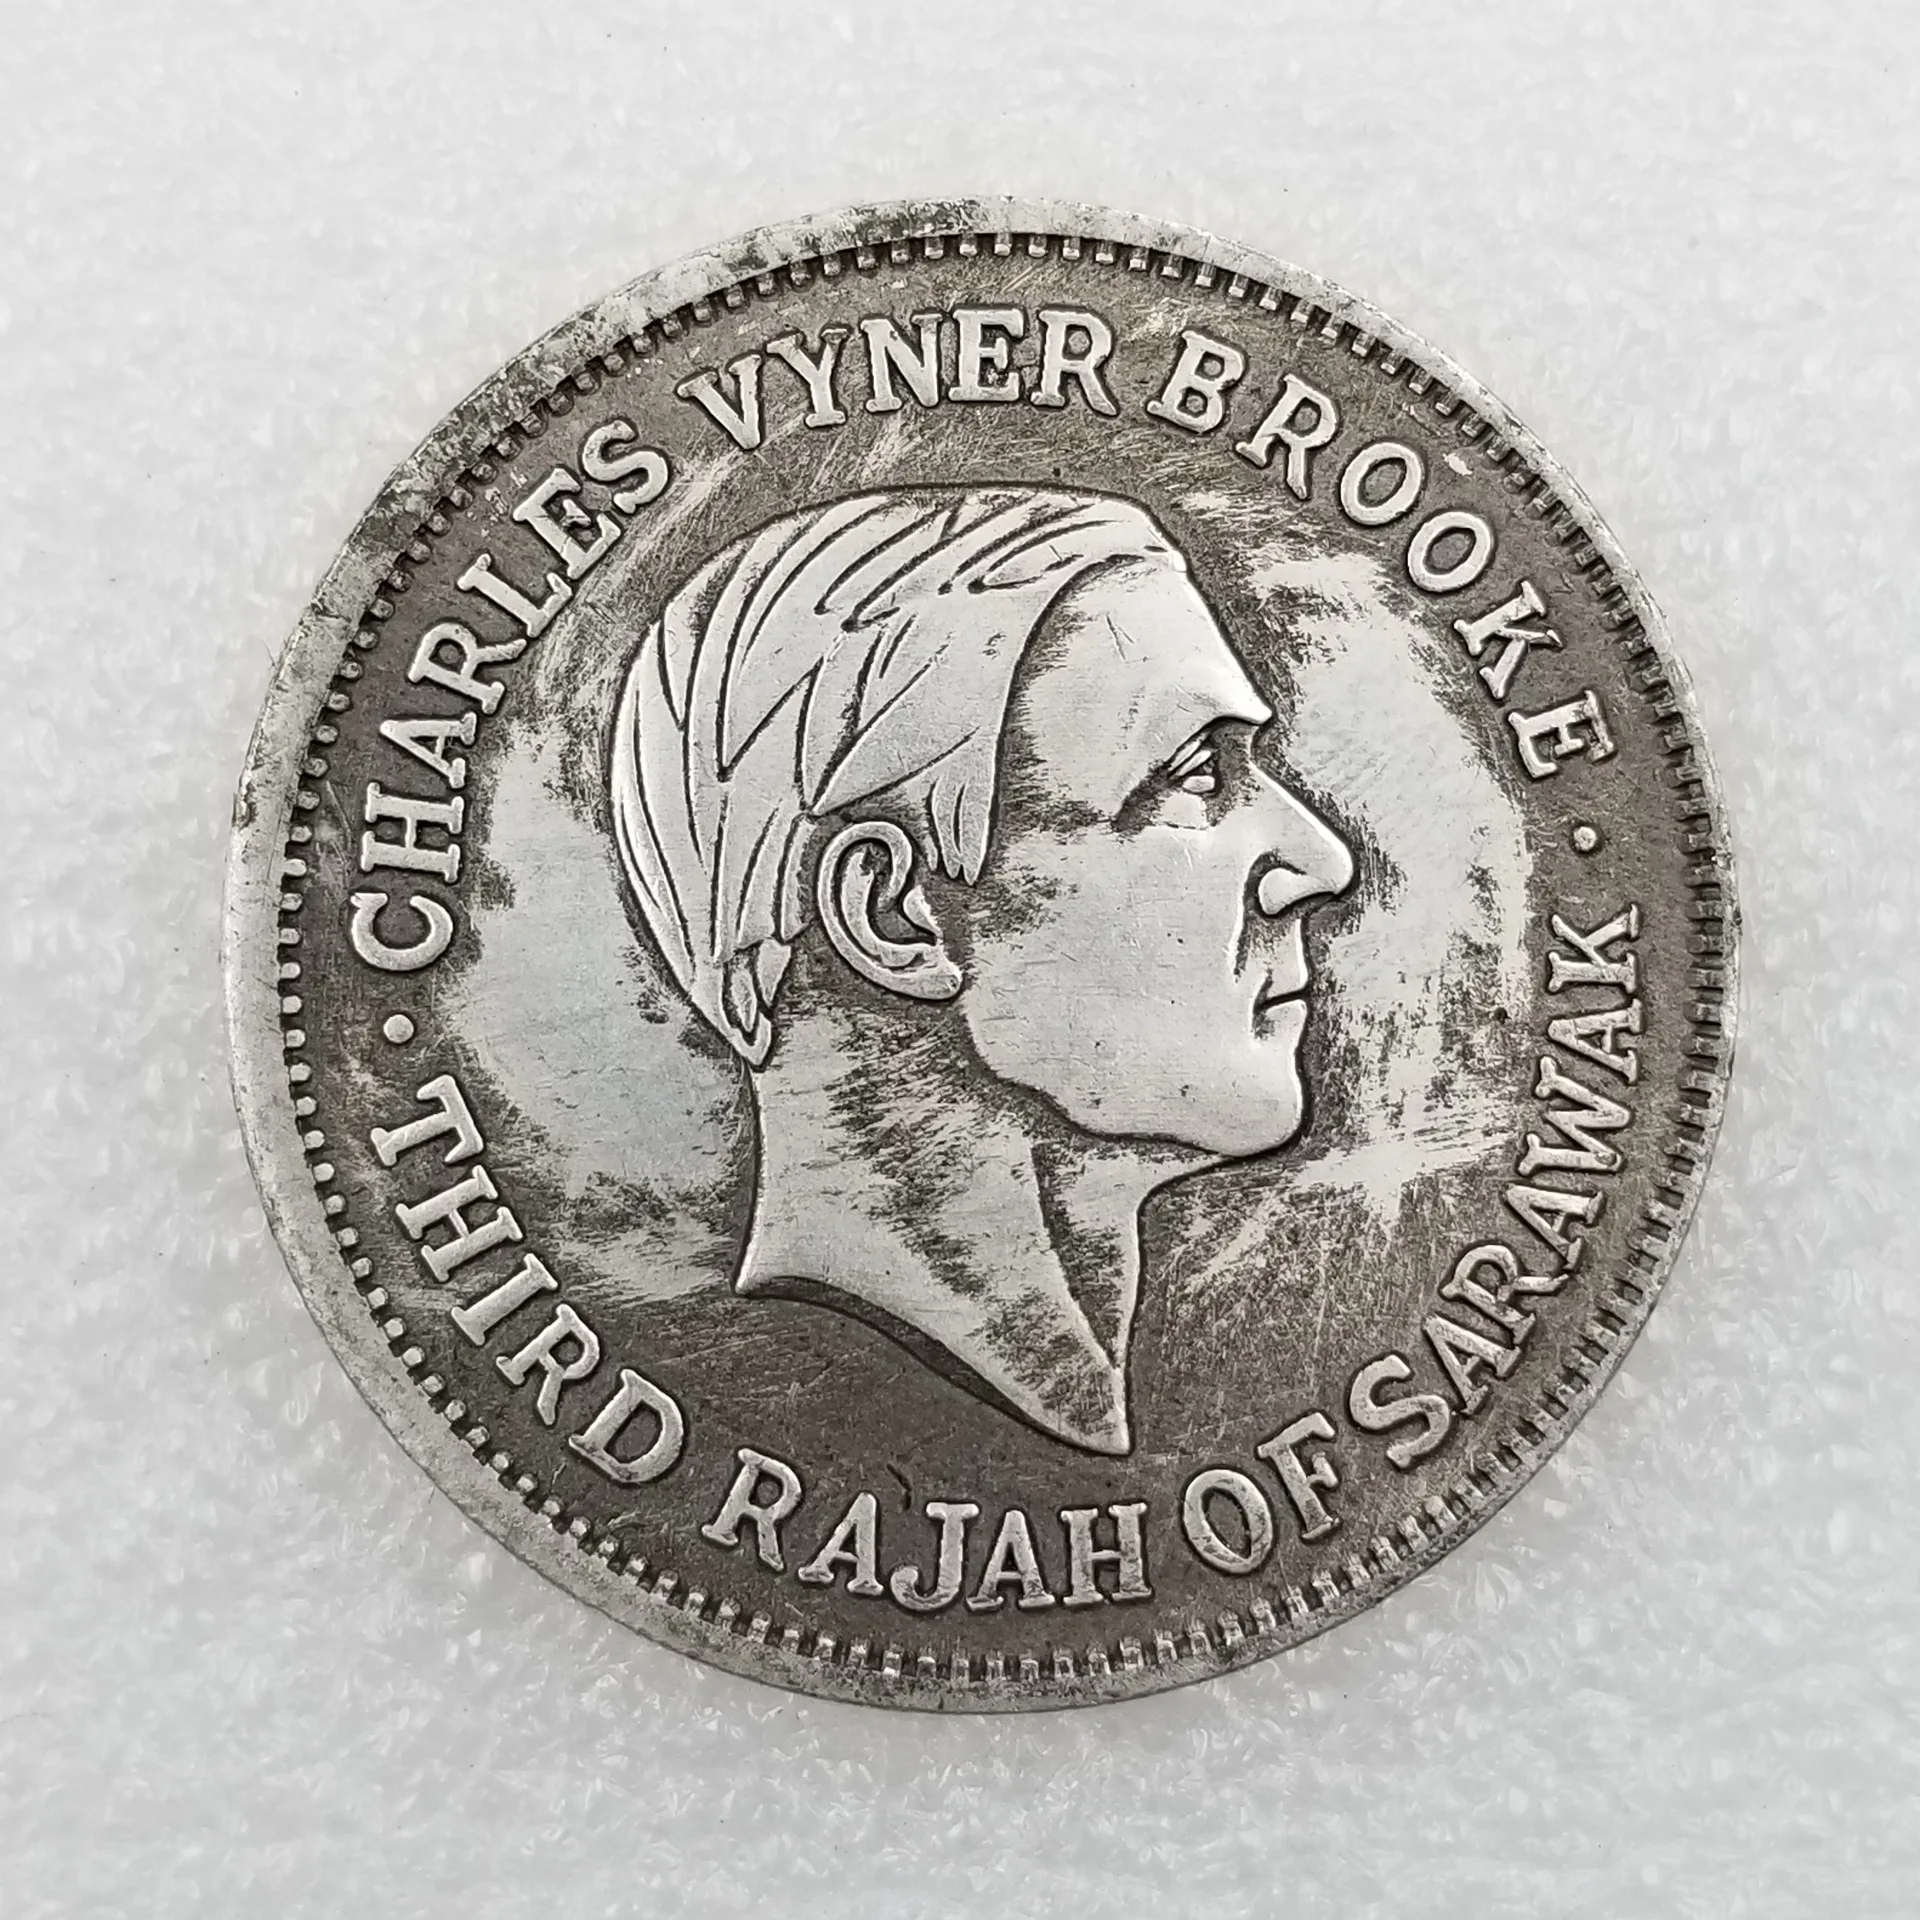 · CHARLES VYNER BROOKE ·
THIRD RAJAH OF SARAWAK